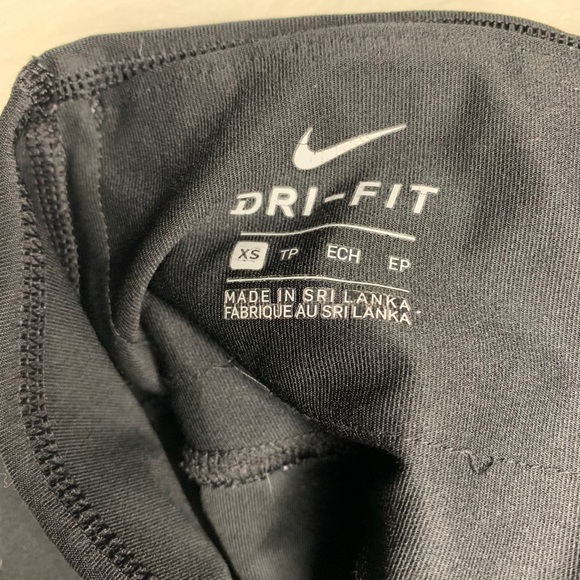 DRI-FIT
XS TP ECH EP
MADE IN SRI LANKA
FABRIQUE AU SRI LANKA